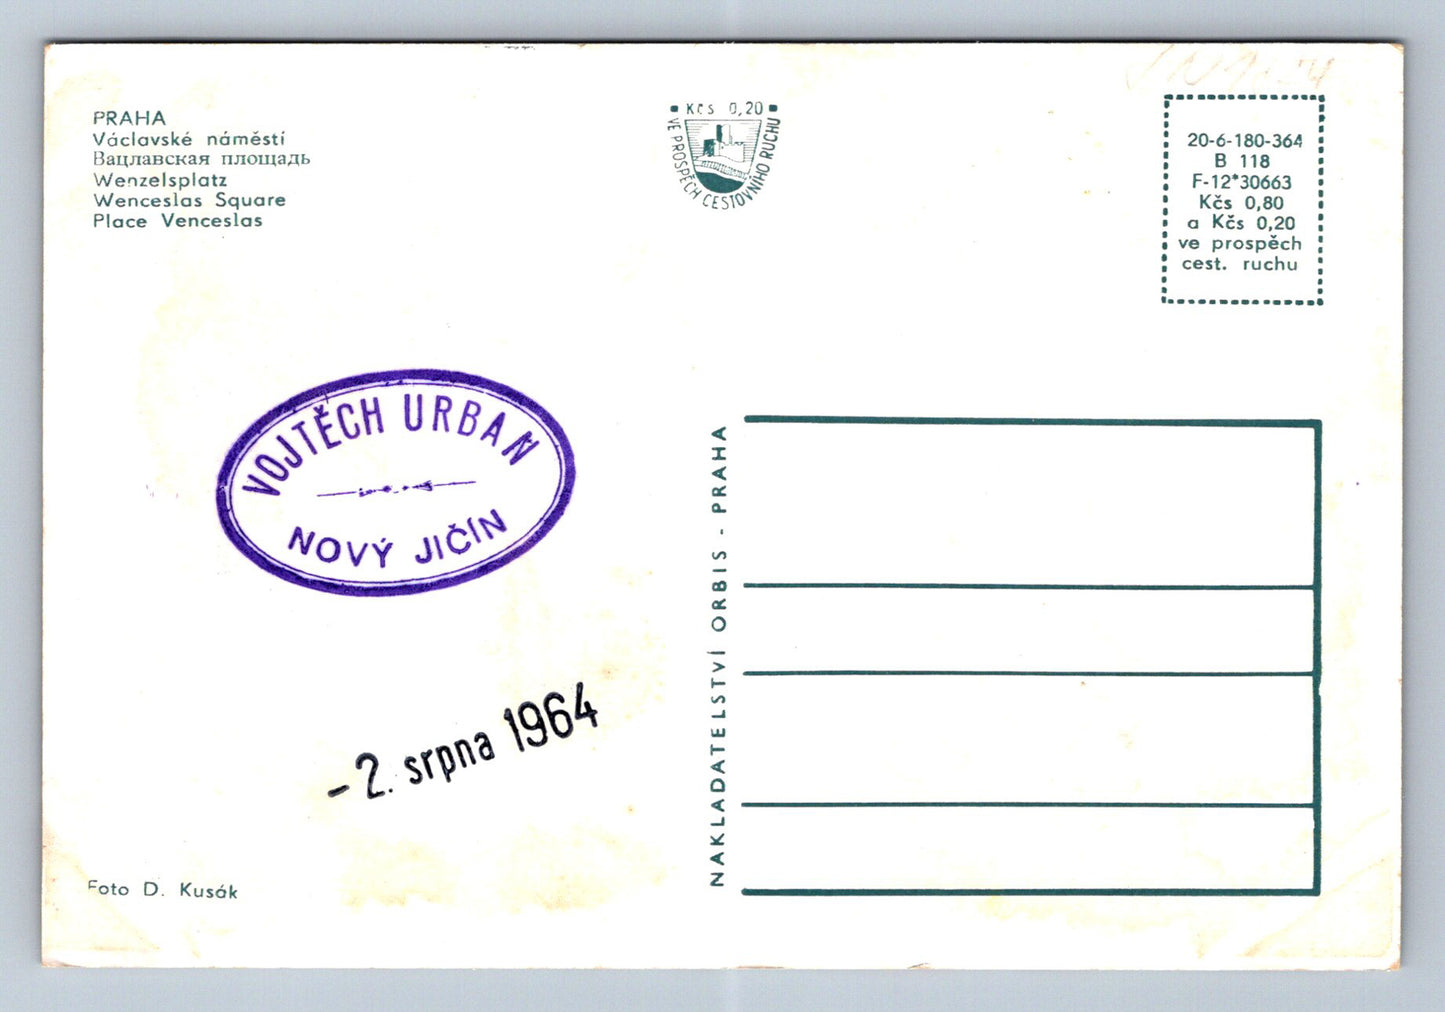 PRAHA
Václavské náměstí
Вацлавская площадь
Wenzelsplatz
Wenceslas Square
Place Venceslas
Kčs 0,20
VE PROSPĚCH CESTOVNÍHO RUCHU
20-6-180-364
B 118
F-12*30663
Kčs 0,80
a Kčs 0,20
ve prospěch
cest. ruchu
VOJTĚCH URBAN
NOVÝ JIČÍN
-2. srpna 1964
NAKLADATELSTVÍ ORBIS - PRAHA
Foto D. Kusák